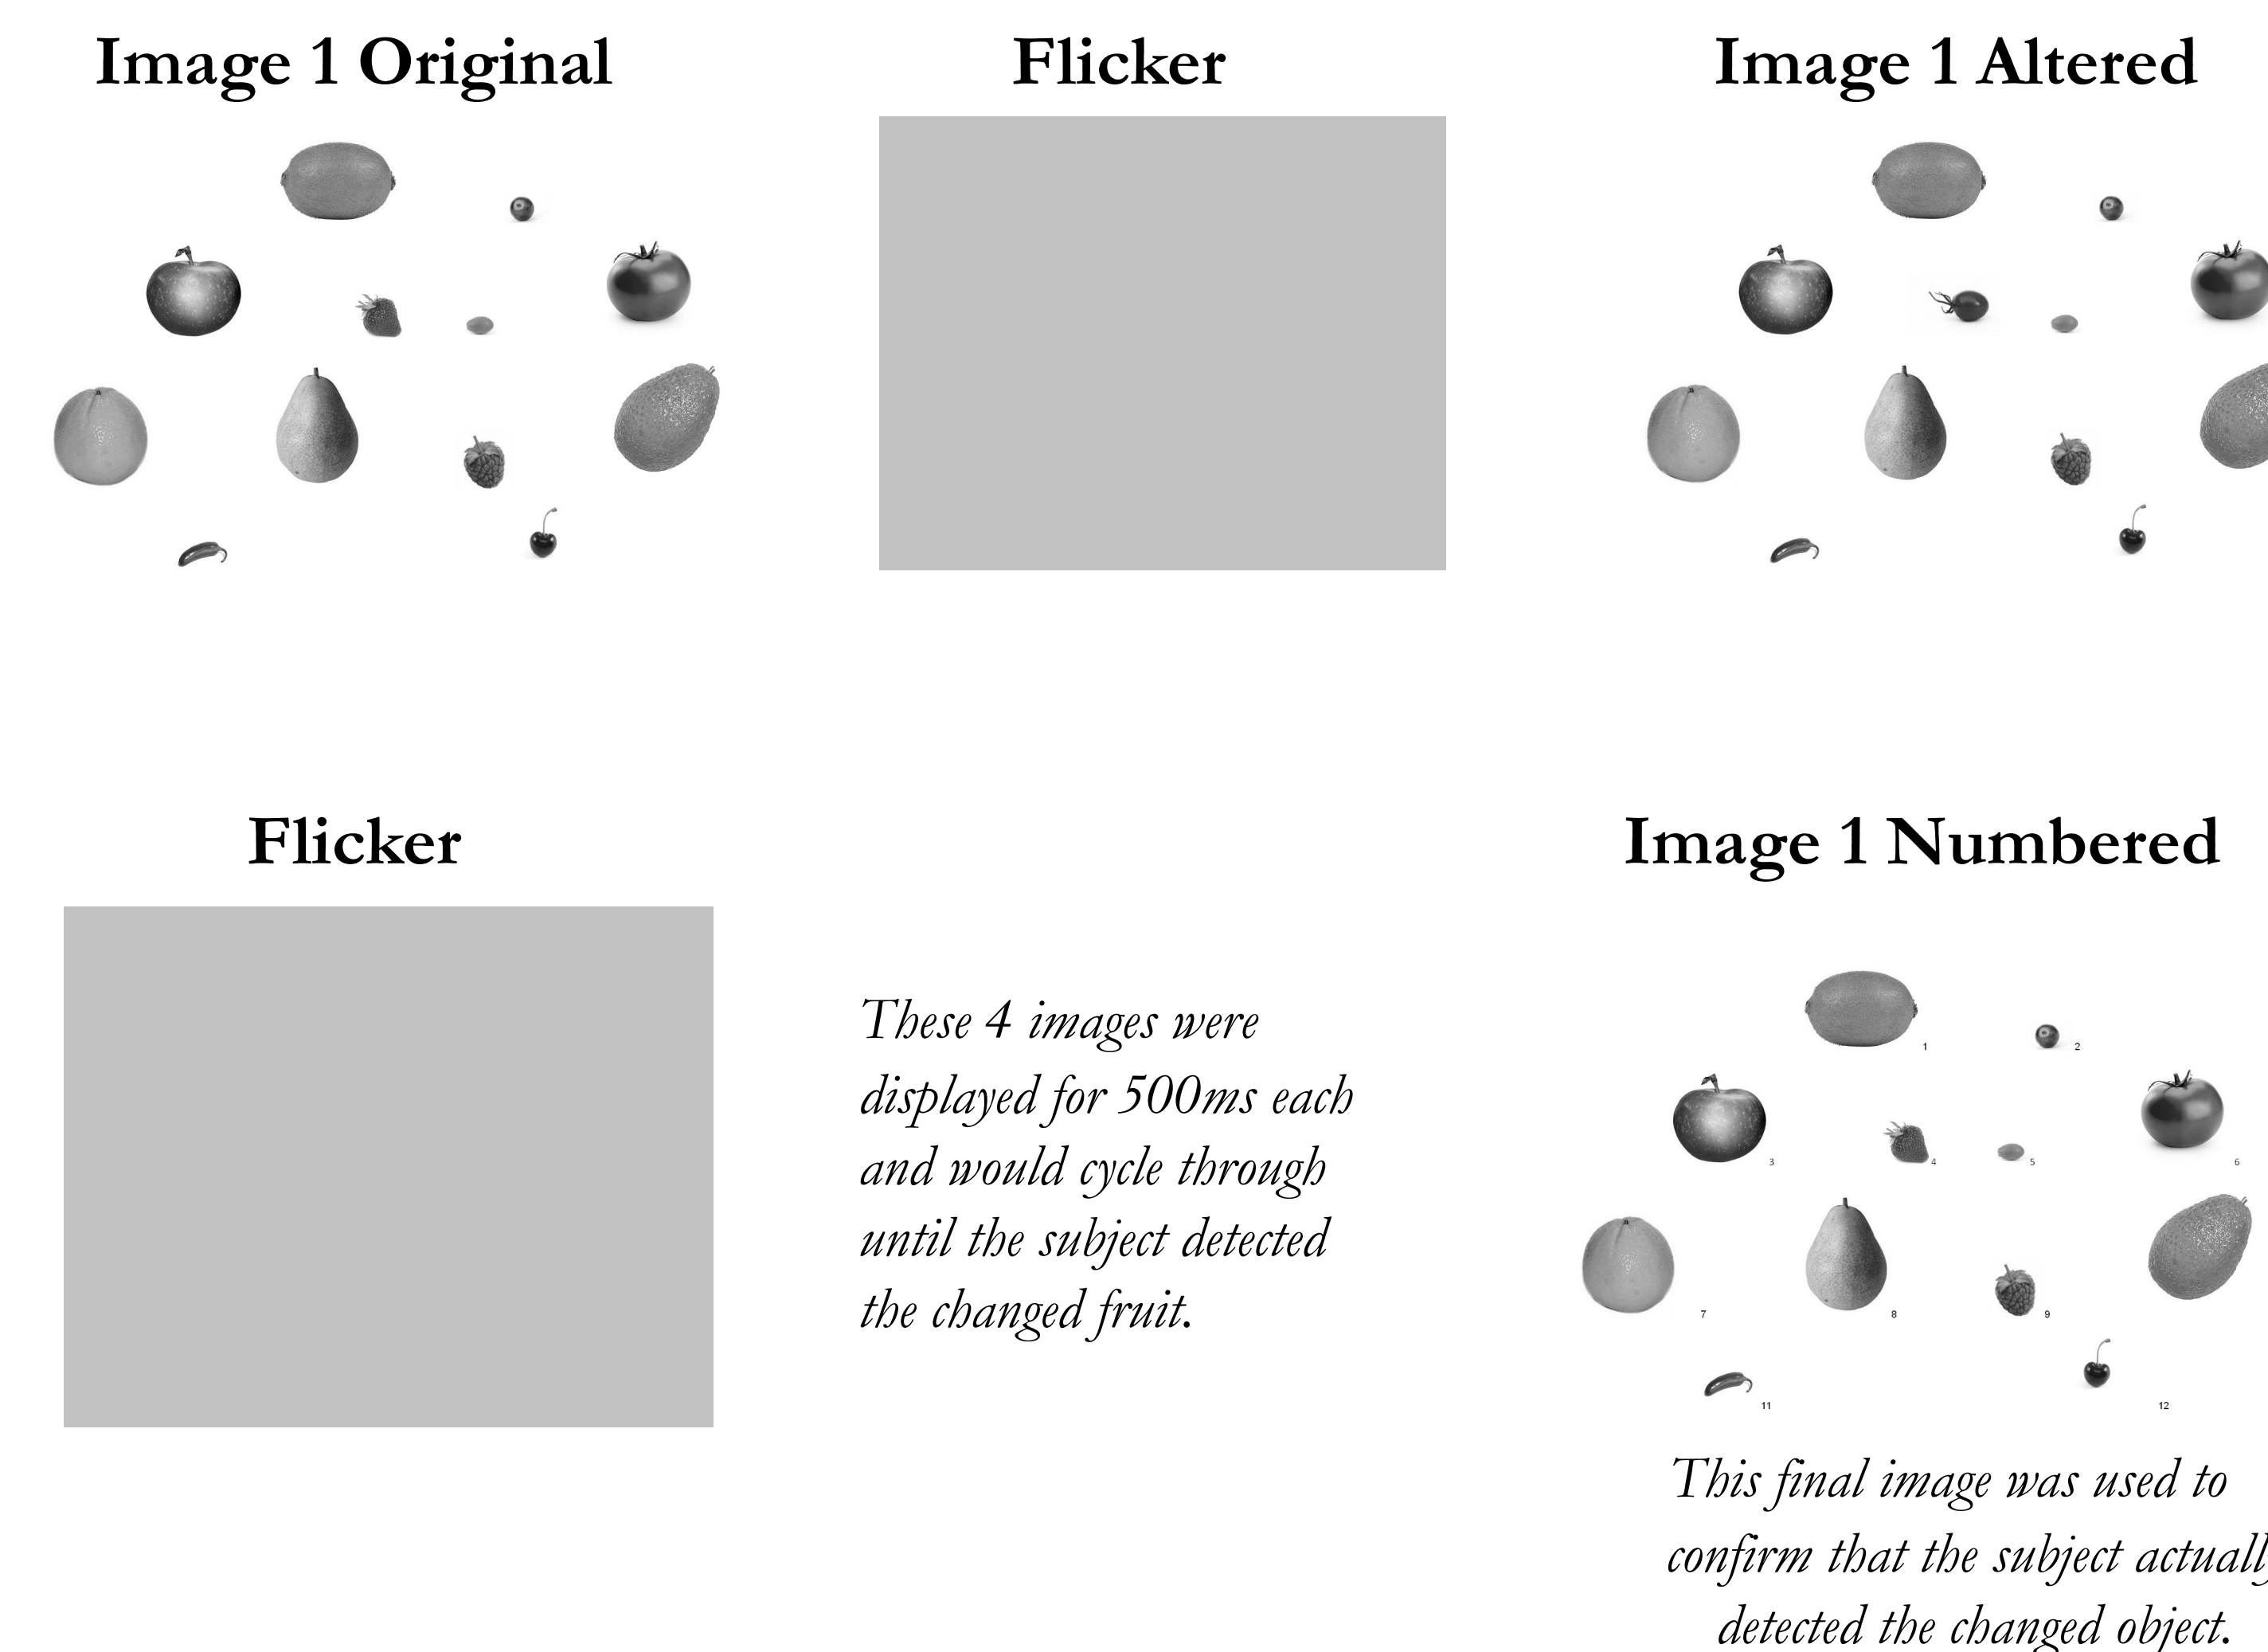 Image 1 Original
Flicker
Image 1 Altered
Flicker
Image 1 Numbered
These 4 images were
displayed for 500ms each
and would cycle through
until the subject detected
the changed fruit.
1
2
3
4
5
6
7
8
9
11
12
This final image was used to
confirm that the subject actually
detected the changed object.